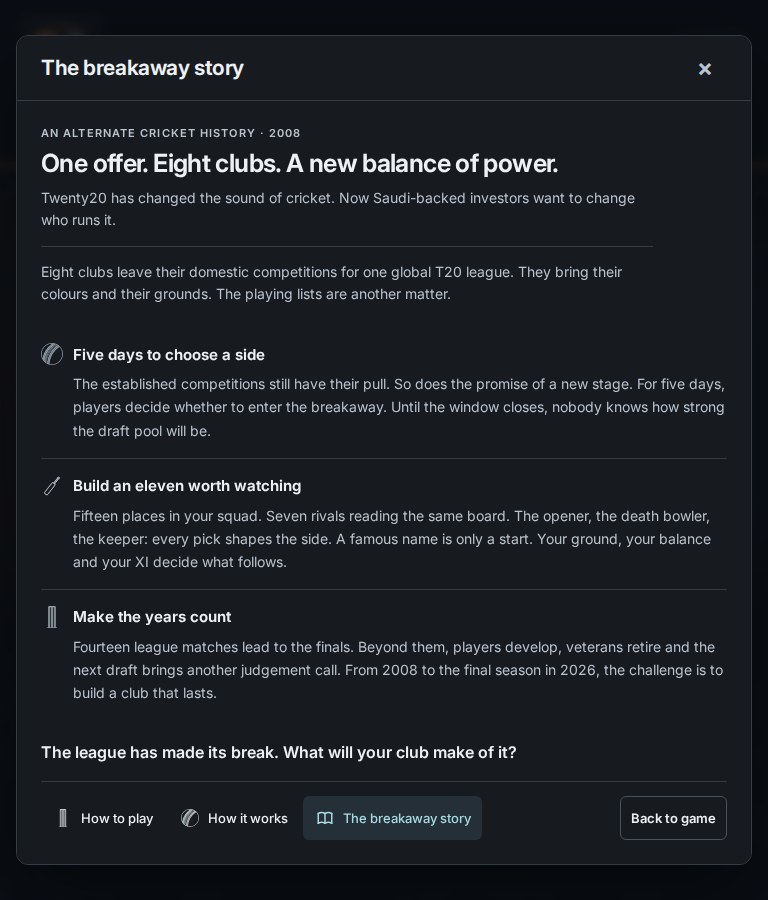 The breakaway story
×
AN ALTERNATE CRICKET HISTORY · 2008
One offer. Eight clubs. A new balance of power.
Twenty20 has changed the sound of cricket. Now Saudi-backed investors want to change
who runs it.
Eight clubs leave their domestic competitions for one global T20 league. They bring their
colours and their grounds. The playing lists are another matter.
Five days to choose a side
The established competitions still have their pull. So does the promise of a new stage. For five days,
players decide whether to enter the breakaway. Until the window closes, nobody knows how strong
the draft pool will be.
Build an eleven worth watching
Fifteen places in your squad. Seven rivals reading the same board. The opener, the death bowler,
the keeper: every pick shapes the side. A famous name is only a start. Your ground, your balance
and your XI decide what follows.
Make the years count
Fourteen league matches lead to the finals. Beyond them, players develop, veterans retire and the
next draft brings another judgement call. From 2008 to the final season in 2026, the challenge is to
build a club that lasts.
The league has made its break. What will your club make of it?
How to play
How it works
The breakaway story
Back to game